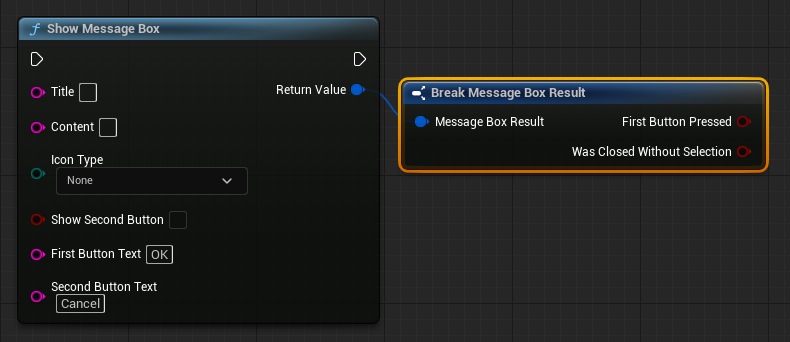 Show Message Box
Title
Return Value
Content
Icon Type
None
Show Second Button
First Button Text OK
Second Button Text
Cancel
Break Message Box Result
Message Box Result First Button Pressed
Was Closed Without Selection